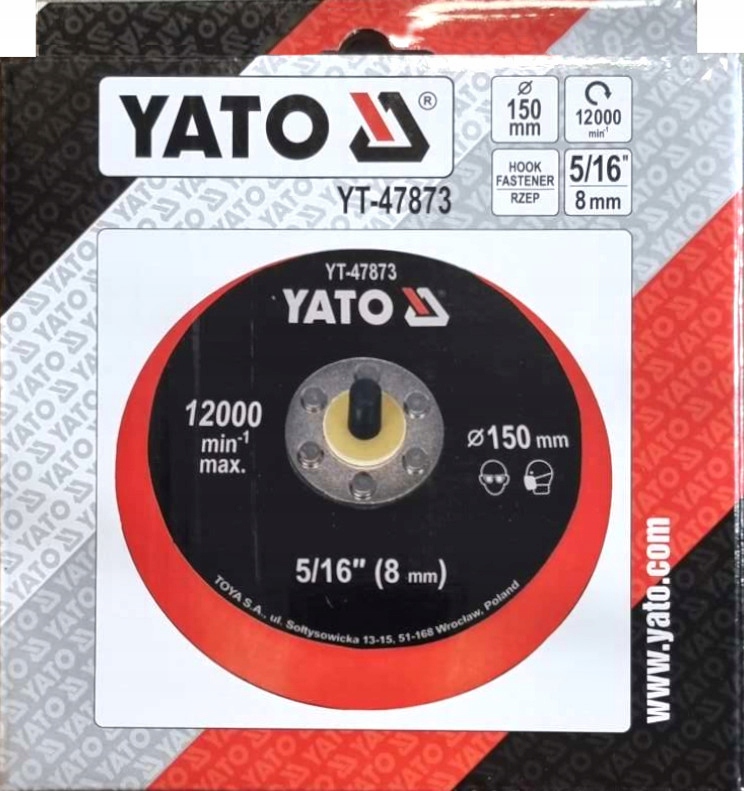 YATO ®
YT-47873
Ø
150
mm
12000
min⁻¹
HOOK
FASTENER
RZEP
5/16"
8 mm
YT-47873
YATO
12000
min⁻¹
max.
Ø150 mm
5/16" (8 mm)
TOYA S.A., ul. Sołtysowicka 13-15, 51-168 Wrocław, Poland
www.yato.com